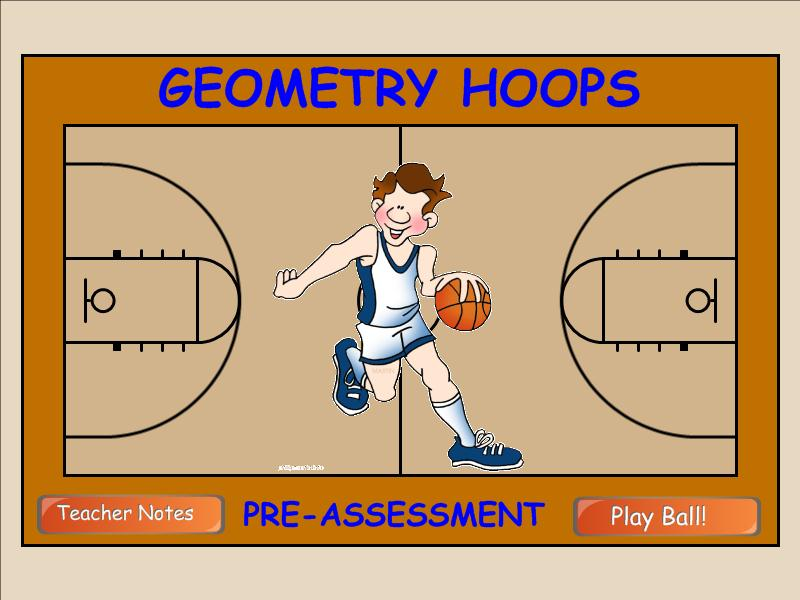 GEOMETRY HOOPS
Teacher Notes
PRE-ASSESSMENT
Play Ball!